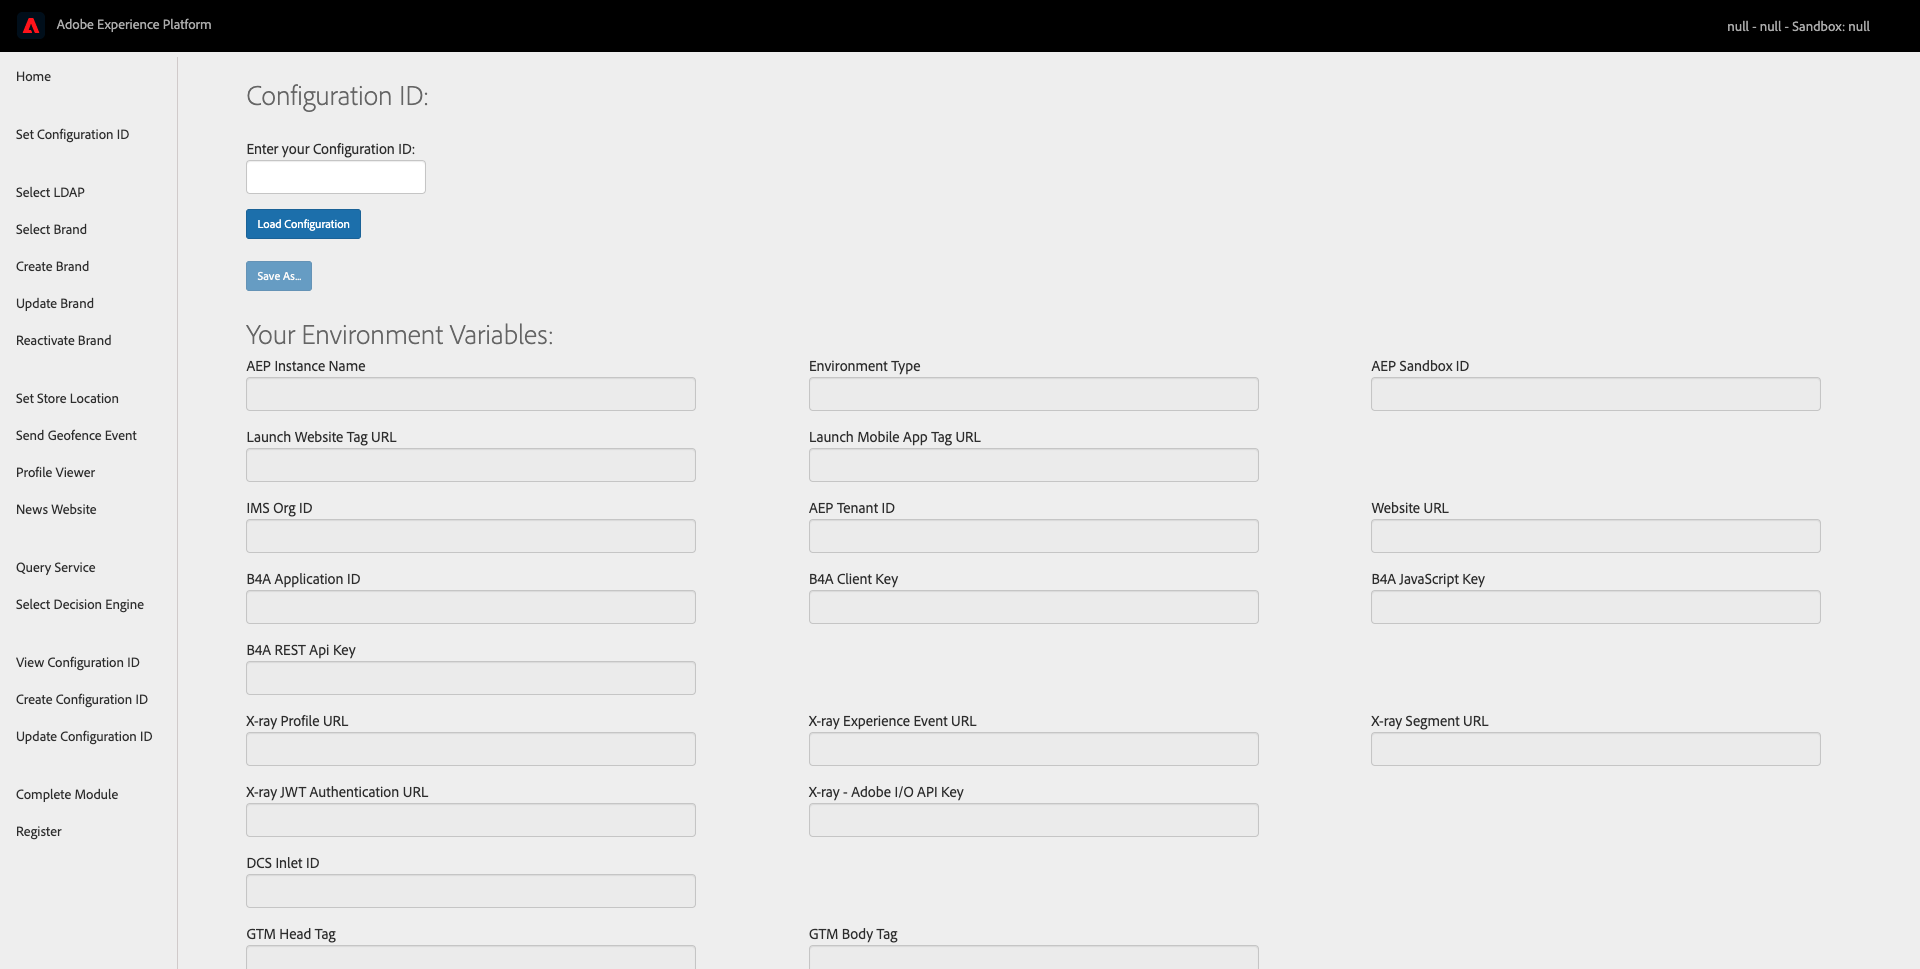 Adobe Experience Platform
null - null - Sandbox: null
Home
Set Configuration ID
Select LDAP
Select Brand
Create Brand
Update Brand
Reactivate Brand
Set Store Location
Send Geofence Event
Profile Viewer
News Website
Query Service
Select Decision Engine
View Configuration ID
Create Configuration ID
Update Configuration ID
Complete Module
Register
Configuration ID:
Enter your Configuration ID:
Load Configuration
Save As...
Your Environment Variables:
AEP Instance Name
Environment Type
AEP Sandbox ID
Launch Website Tag URL
Launch Mobile App Tag URL
IMS Org ID
AEP Tenant ID
Website URL
B4A Application ID
B4A Client Key
B4A JavaScript Key
B4A REST Api Key
X-ray Profile URL
X-ray Experience Event URL
X-ray Segment URL
X-ray JWT Authentication URL
X-ray - Adobe I/O API Key
DCS Inlet ID
GTM Head Tag
GTM Body Tag